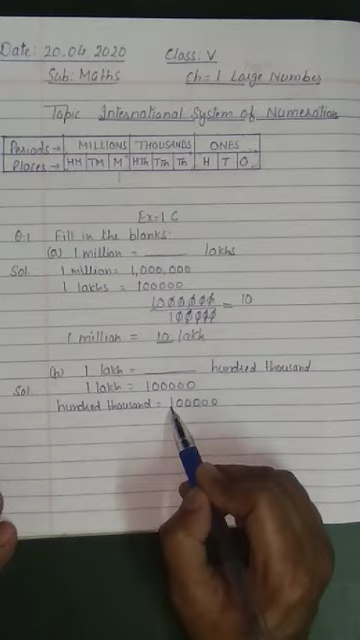 Date: 20.04.2020 Class: V
Sub: Maths Ch=1 Large Number
Topic International System of Numeration
Periods → MILLIONS THOUSANDS ONES
Places → HM TM M HTh TTh Th H T O
Ex=1 C
Q.1 Fill in the blanks.
(a) 1 million = ______ lakhs
Sol. 1 million = 1,000,000
1 lakhs = 100000
1000000 / 100000 = 10
1 million = 10 lakh
(b) 1 lakh = ______ hundred thousand
Sol. 1 lakh = 100000
hundred thousand = 100000